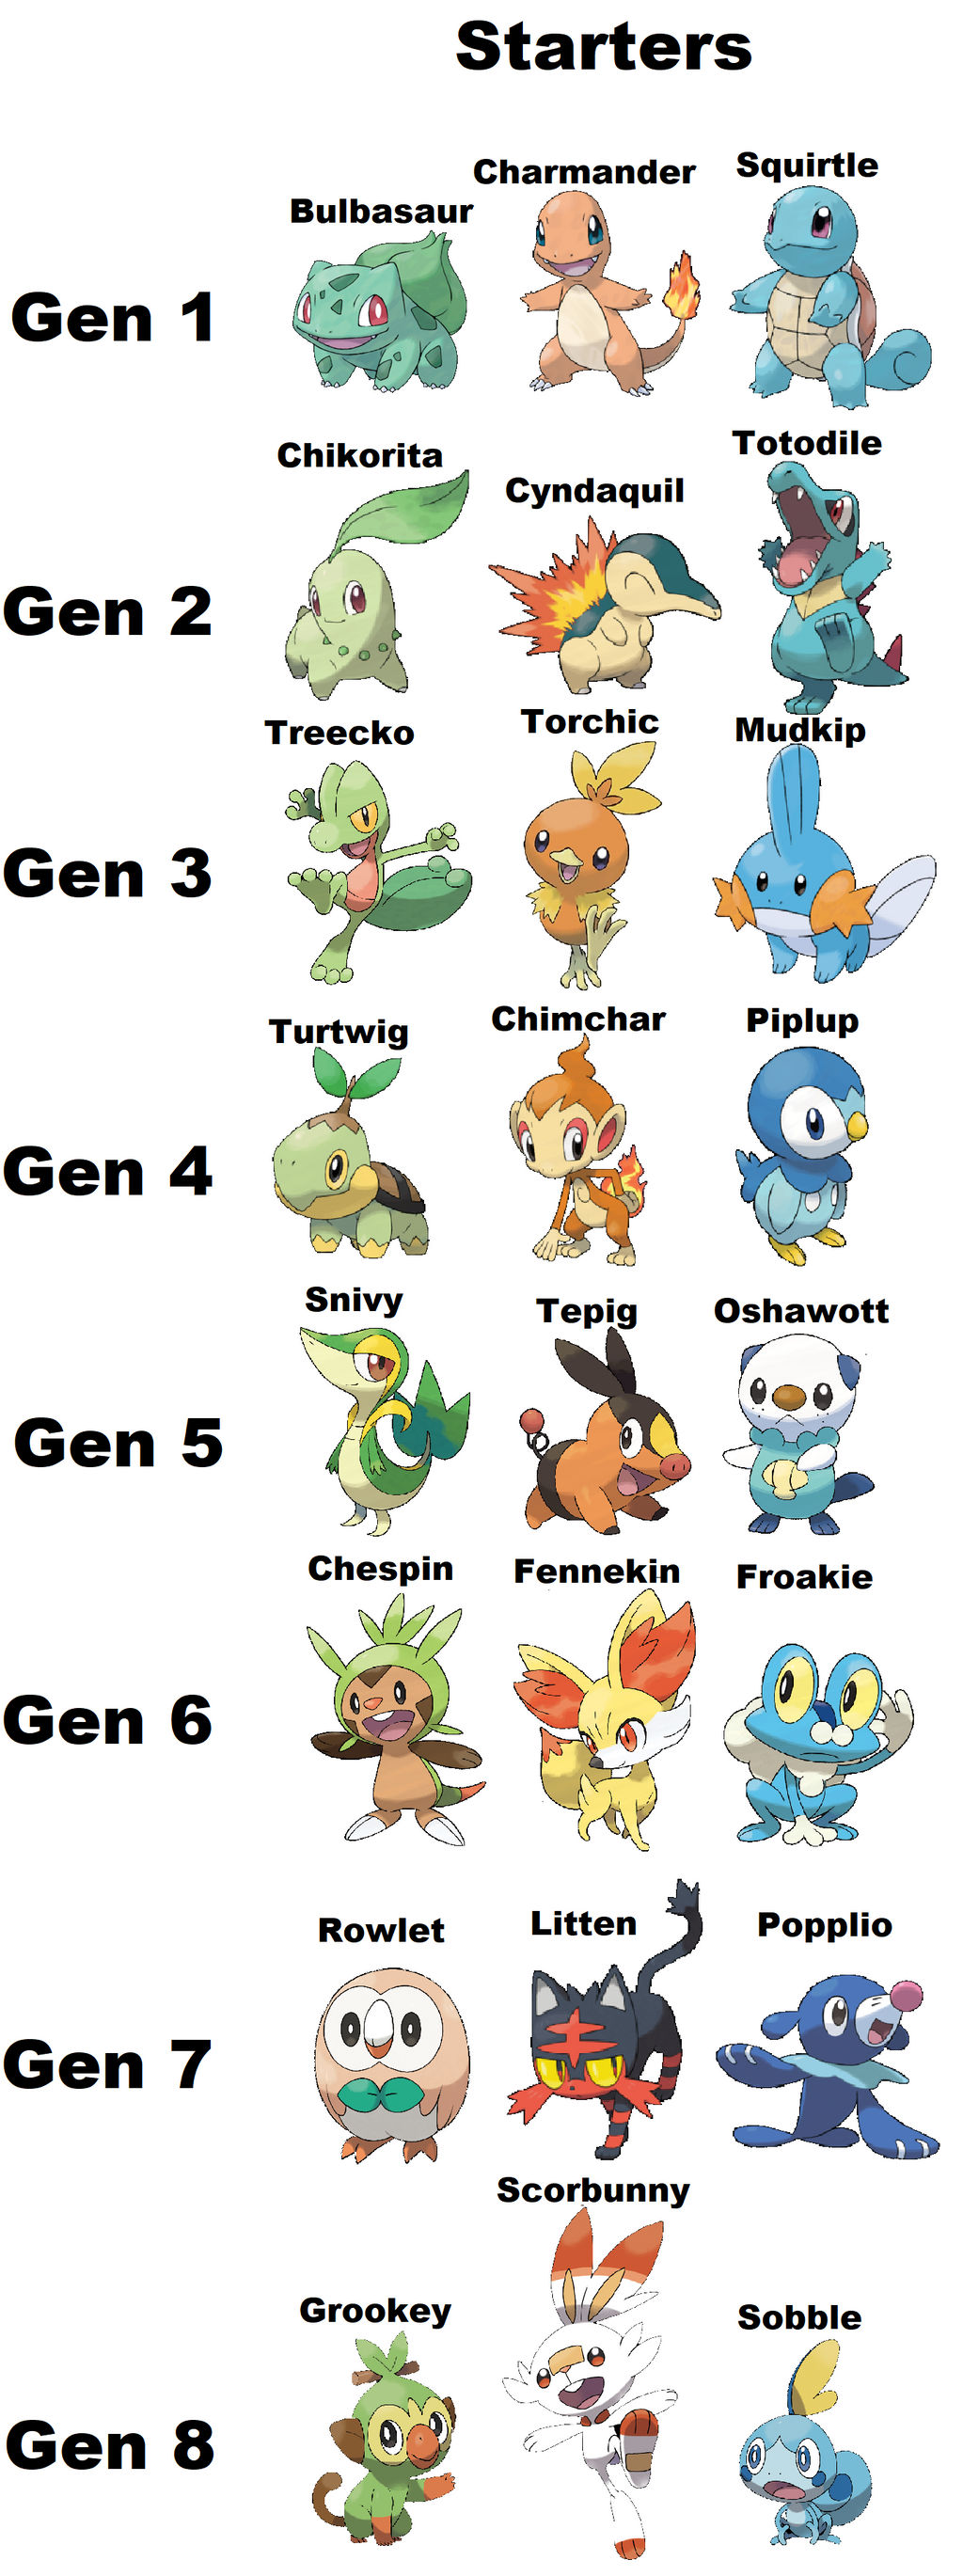 Starters
Bulbasaur
Charmander
Squirtle
Gen 1
Chikorita
Cyndaquil
Totodile
Gen 2
Treecko
Torchic
Mudkip
Gen 3
Turtwig
Chimchar
Piplup
Gen 4
Snivy
Tepig
Oshawott
Gen 5
Chespin
Fennekin
Froakie
Gen 6
Rowlet
Litten
Popplio
Gen 7
Grookey
Scorbunny
Sobble
Gen 8